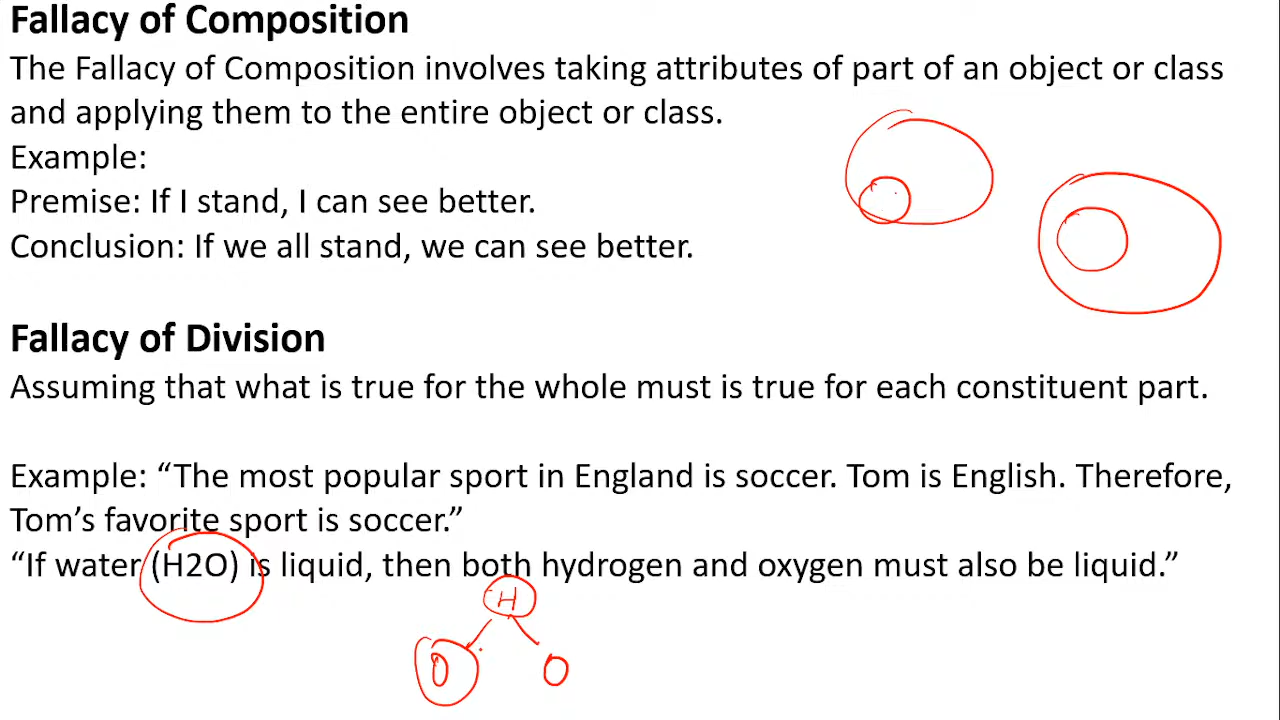 Fallacy of Composition
The Fallacy of Composition involves taking attributes of part of an object or class
and applying them to the entire object or class.
Example:
Premise: If I stand, I can see better.
Conclusion: If we all stand, we can see better.
Fallacy of Division
Assuming that what is true for the whole must is true for each constituent part.
Example: “The most popular sport in England is soccer. Tom is English. Therefore,
Tom’s favorite sport is soccer.”
“If water (H2O) is liquid, then both hydrogen and oxygen must also be liquid.”
H
O O